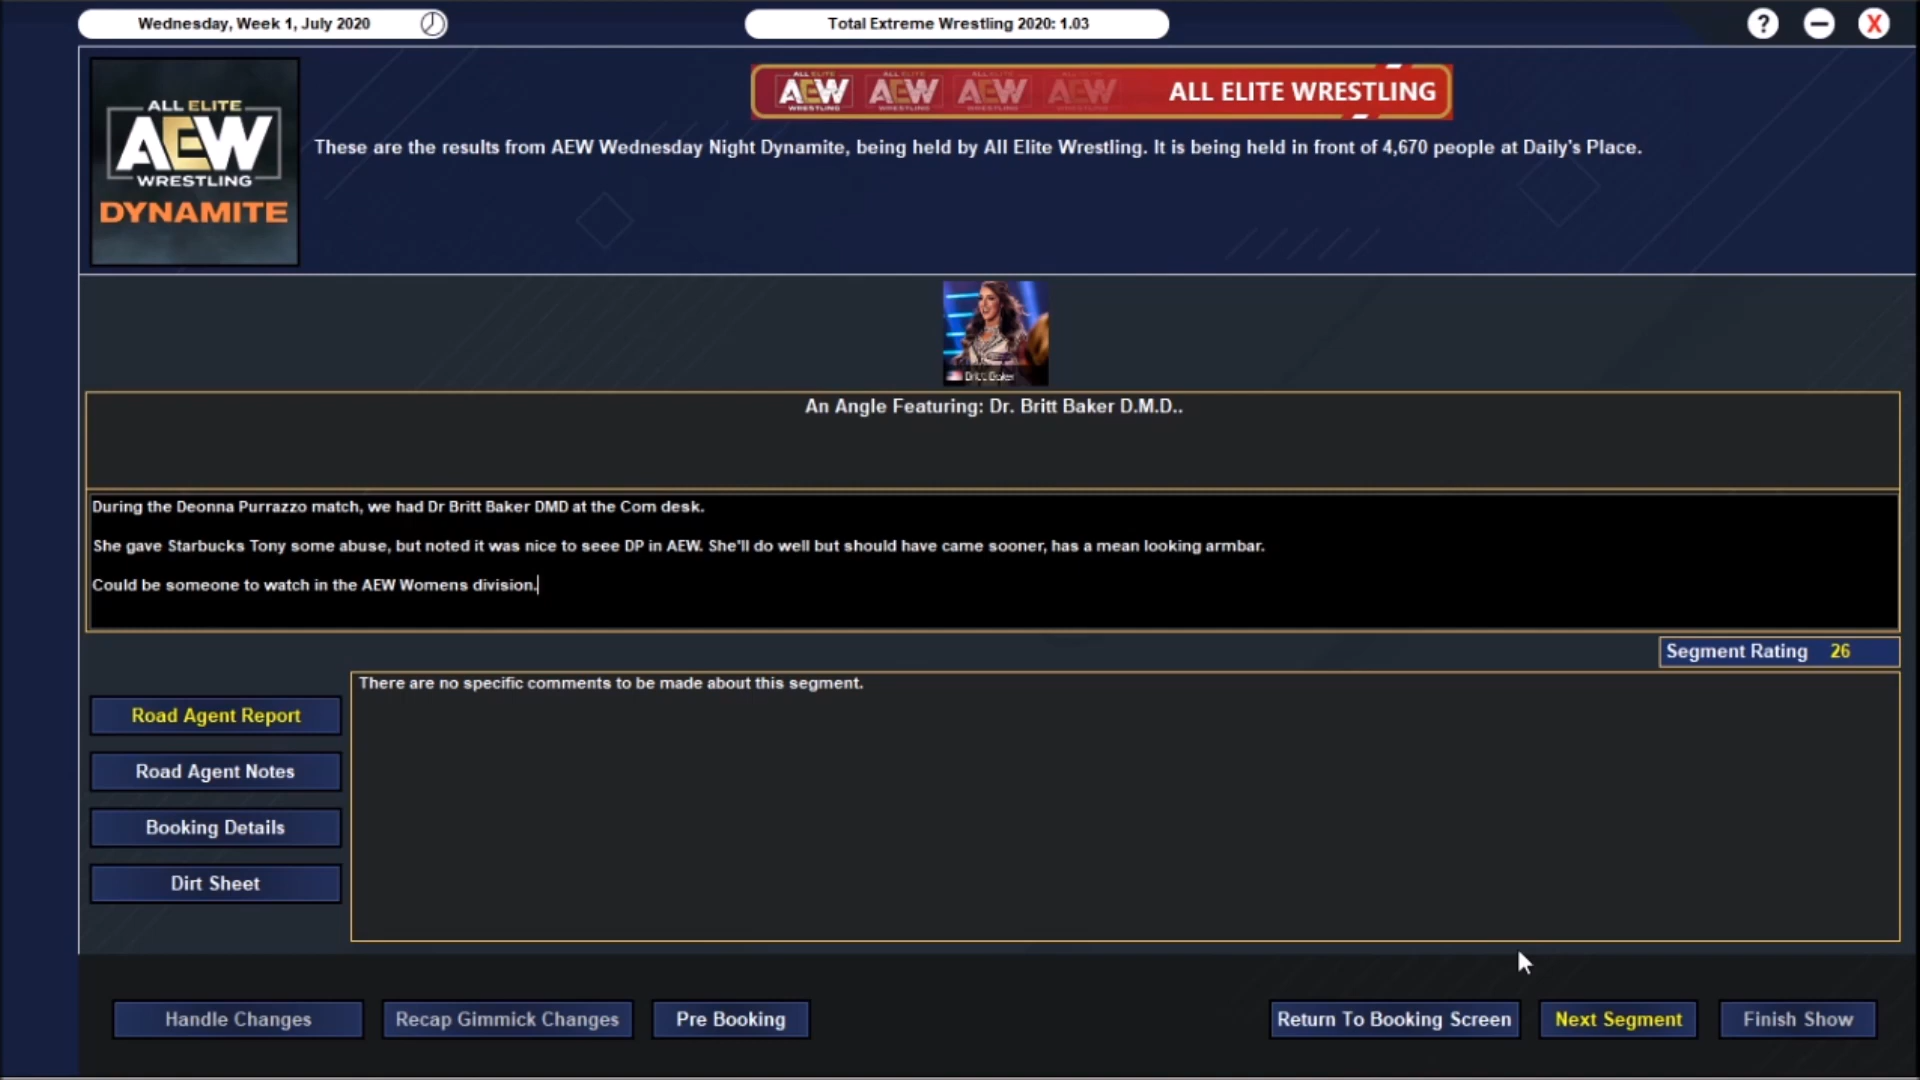 Wednesday, Week 1, July 2020
Total Extreme Wrestling 2020: 1.03
?
X
ALL ELITE
AEW
WRESTLING
DYNAMITE
ALL ELITE
AEW
WRESTLING
AEW
AEW
AEW
ALL ELITE WRESTLING
These are the results from AEW Wednesday Night Dynamite, being held by All Elite Wrestling. It is being held in front of 4,670 people at Daily's Place.
Britt Baker
An Angle Featuring: Dr. Britt Baker D.M.D..
During the Deonna Purrazzo match, we had Dr Britt Baker DMD at the Com desk.
She gave Starbucks Tony some abuse, but noted it was nice to seee DP in AEW. She'll do well but should have came sooner, has a mean looking armbar.
Could be someone to watch in the AEW Womens division.
Segment Rating 26
There are no specific comments to be made about this segment.
Road Agent Report
Road Agent Notes
Booking Details
Dirt Sheet
Handle Changes
Recap Gimmick Changes
Pre Booking
Return To Booking Screen
Next Segment
Finish Show